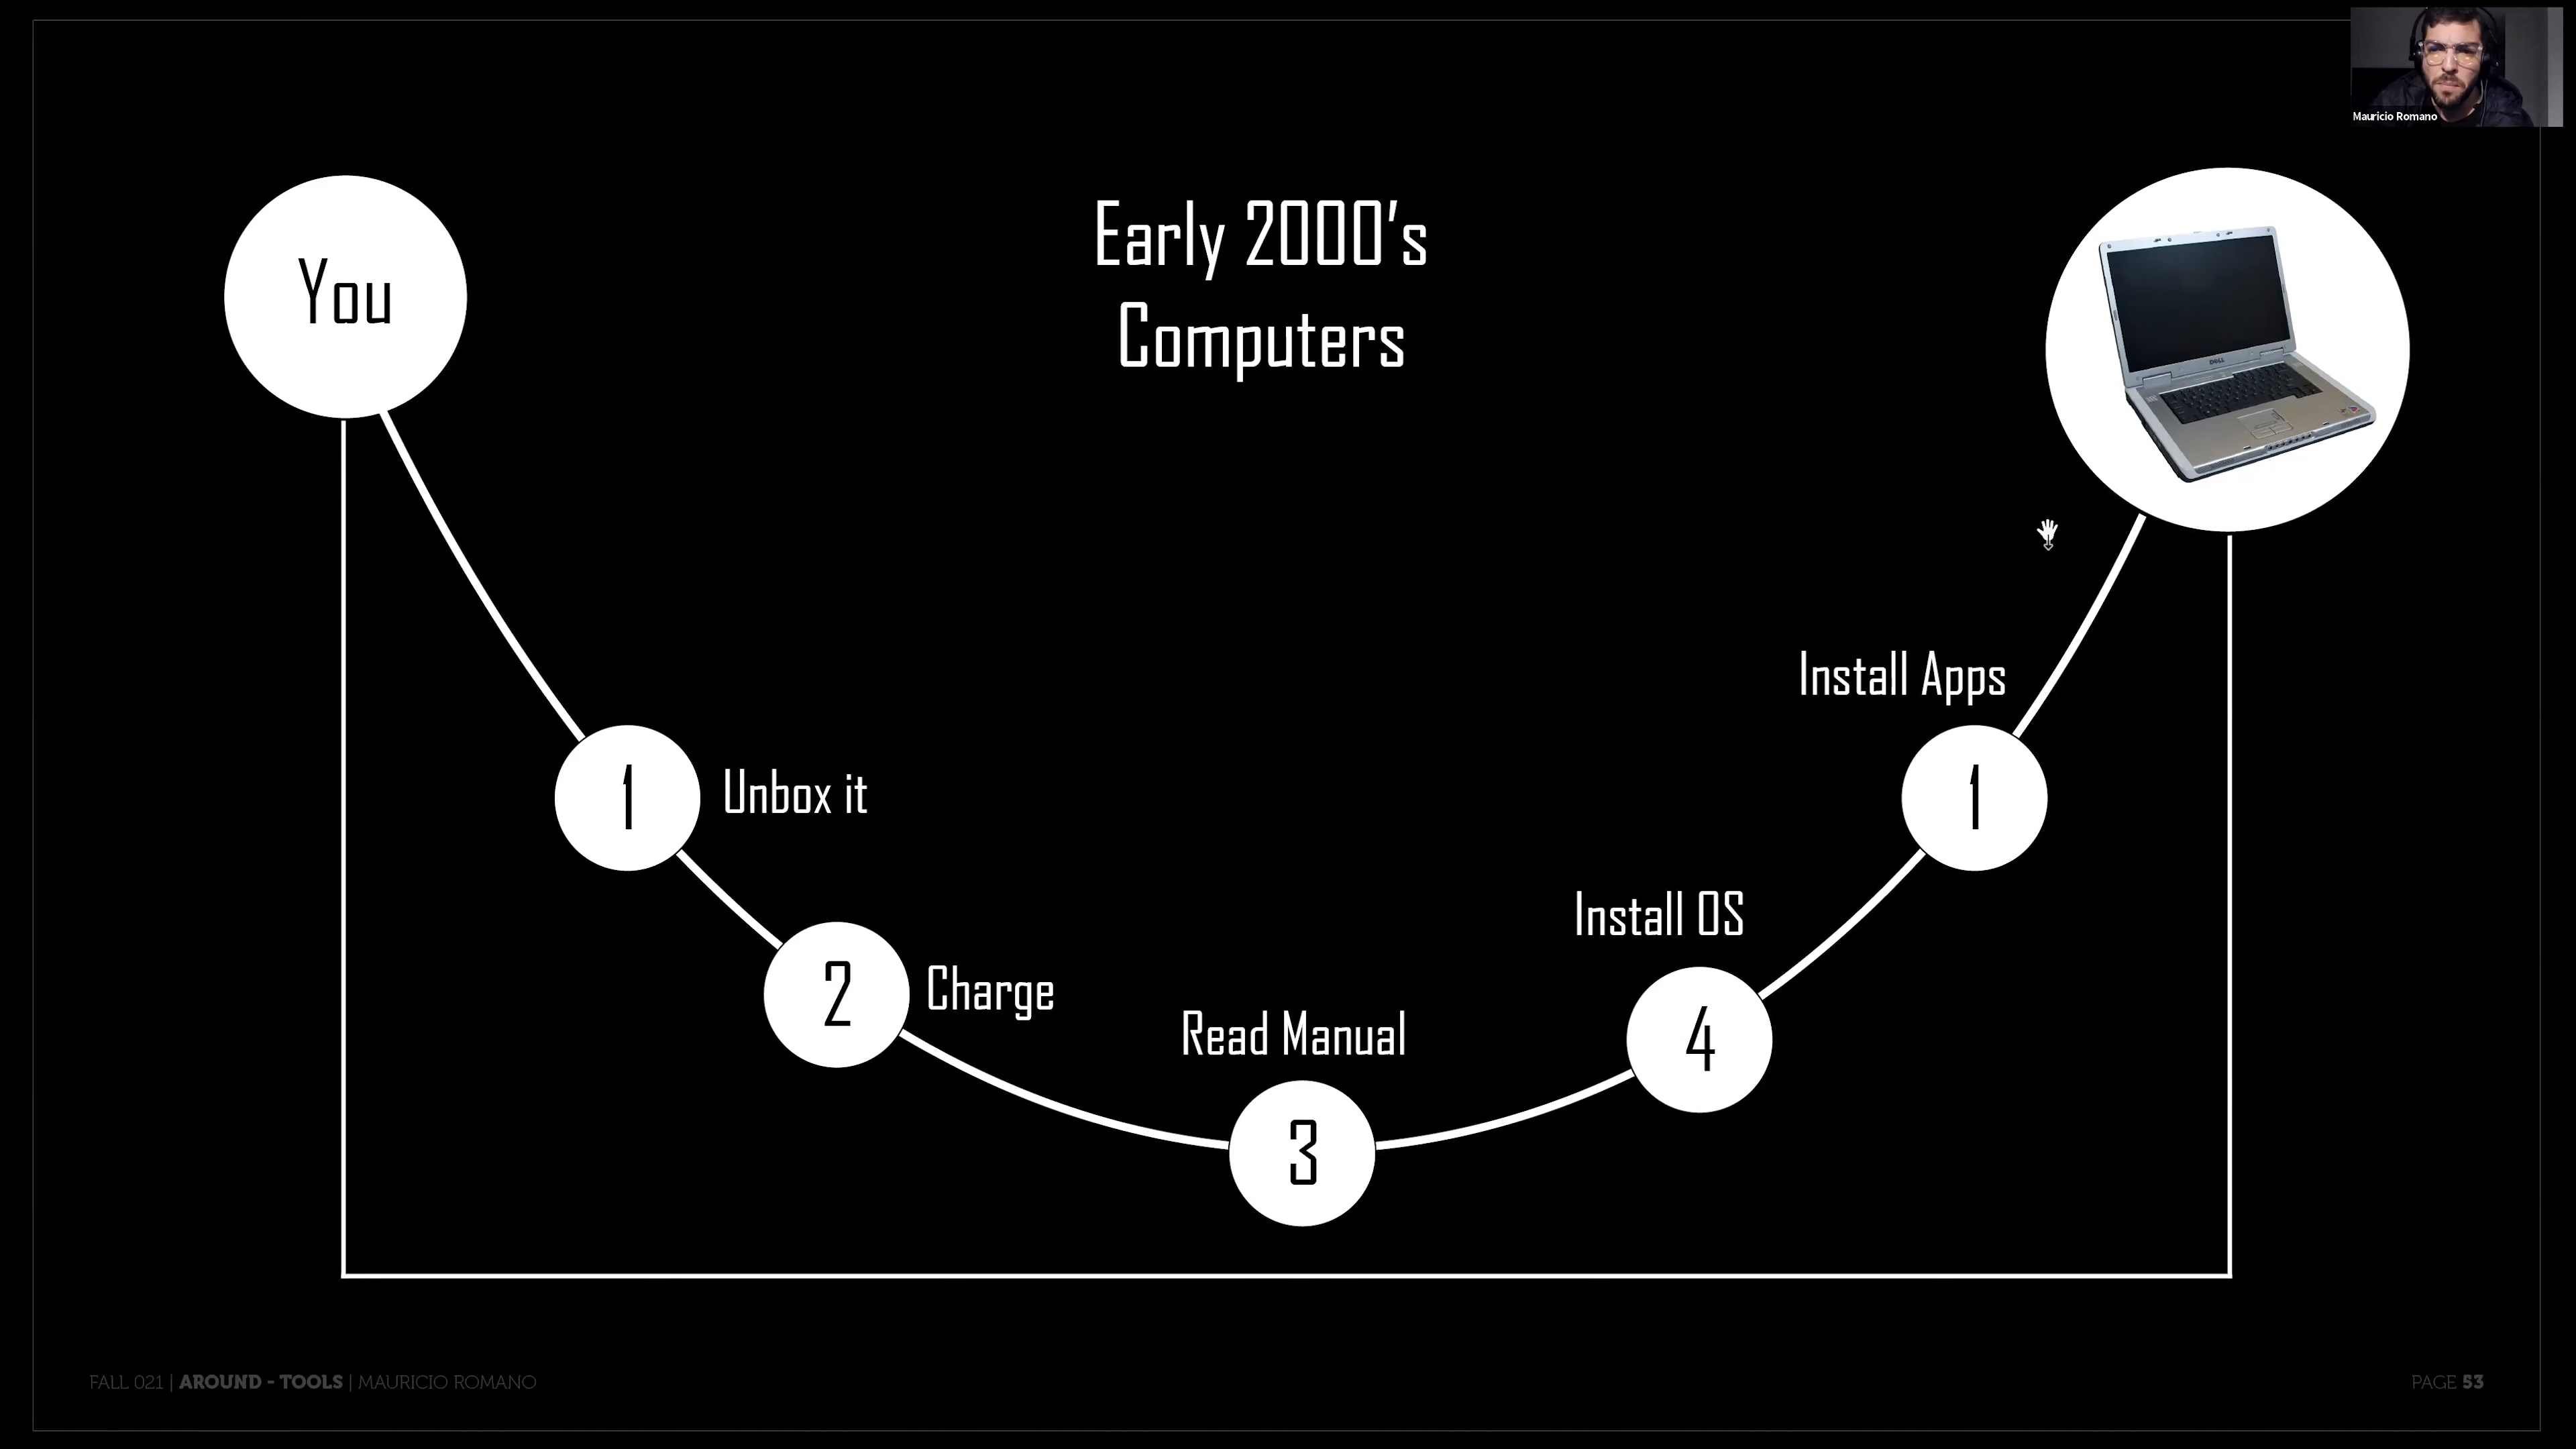 Mauricio Romano
Early 2000's
Computers
You
DELL
Install Apps
1
Unbox it
1
Install OS
2
Charge
Read Manual
4
3
FALL 021 | AROUND - TOOLS | MAURICIO ROMANO
PAGE 53